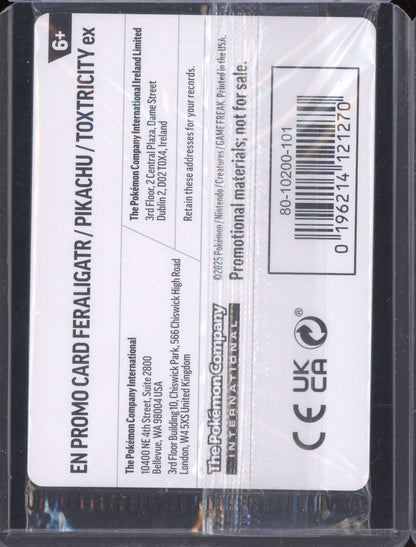 6+
EN PROMO CARD FERALIGATR / PIKACHU / TOXTRICITY ex
The Pokémon Company International
10400 NE 4th Street, Suite 2800
Bellevue, WA 98004 USA
3rd Floor Building 10, Chiswick Park, 566 Chiswick High Road
London, W4 5XS United Kingdom
The Pokémon Company International Ireland Limited
3rd Floor, 2 Central Plaza, Dame Street
Dublin 2, D02 T0X4, Ireland
Retain these addresses for your records.
The Pokémon Company
INTERNATIONAL
©2025 Pokémon / Nintendo / Creatures / GAME FREAK. Printed in the USA.
Promotional materials; not for sale.
CE UK
CA
®
80-10200-101
0 196214 121270